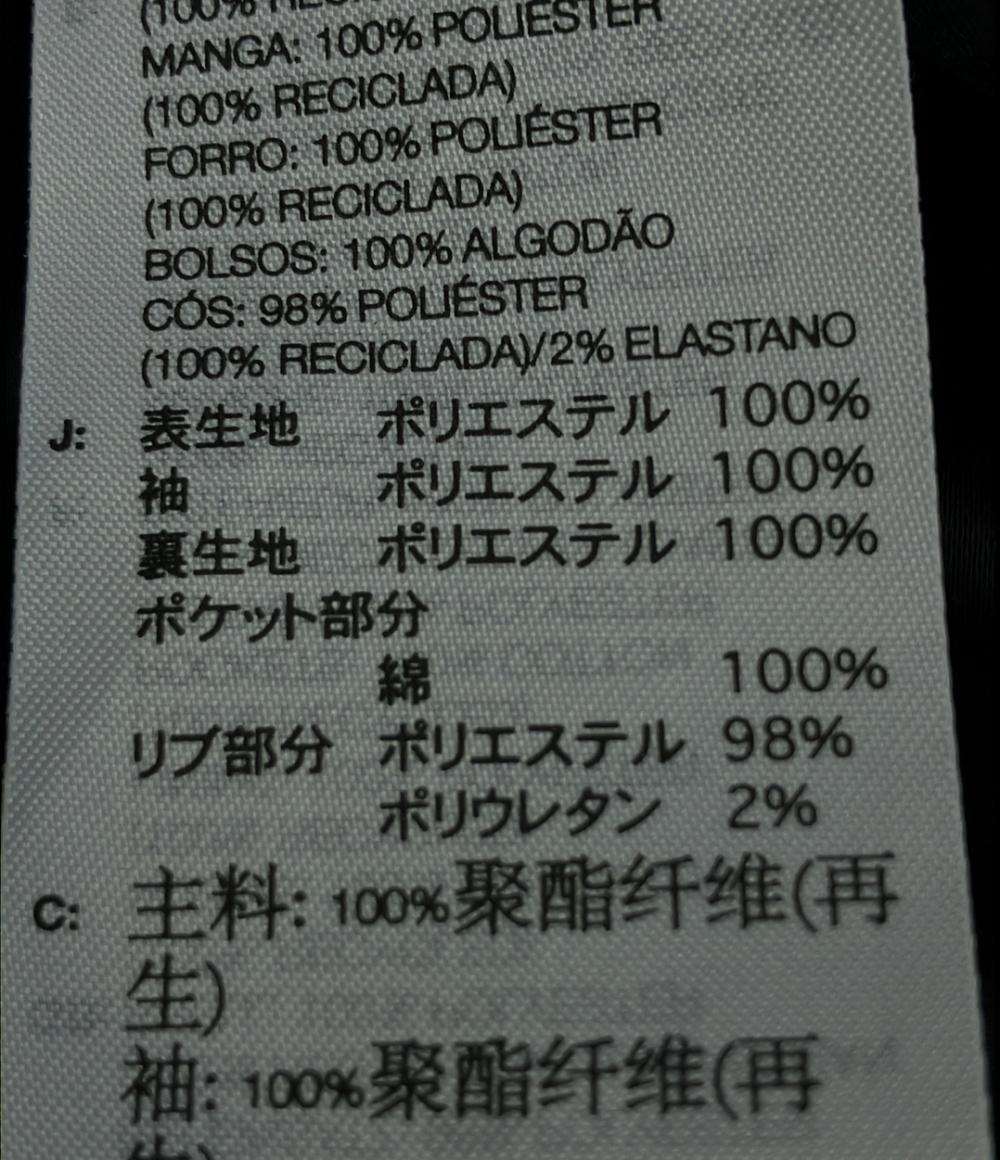 (100% RECICLADA)
MANGA: 100% POLIÉSTER
(100% RECICLADA)
FORRO: 100% POLIÉSTER
(100% RECICLADA)
BOLSOS: 100% ALGODÃO
CÓS: 98% POLIÉSTER
(100% RECICLADA)/2% ELASTANO
J: 表生地 ポリエステル 100%
袖 ポリエステル 100%
裏生地 ポリエステル 100%
ポケット部分
綿 100%
リブ部分 ポリエステル 98%
ポリウレタン 2%
C: 主料: 100%聚酯纤维(再
生)
袖: 100%聚酯纤维(再
生)